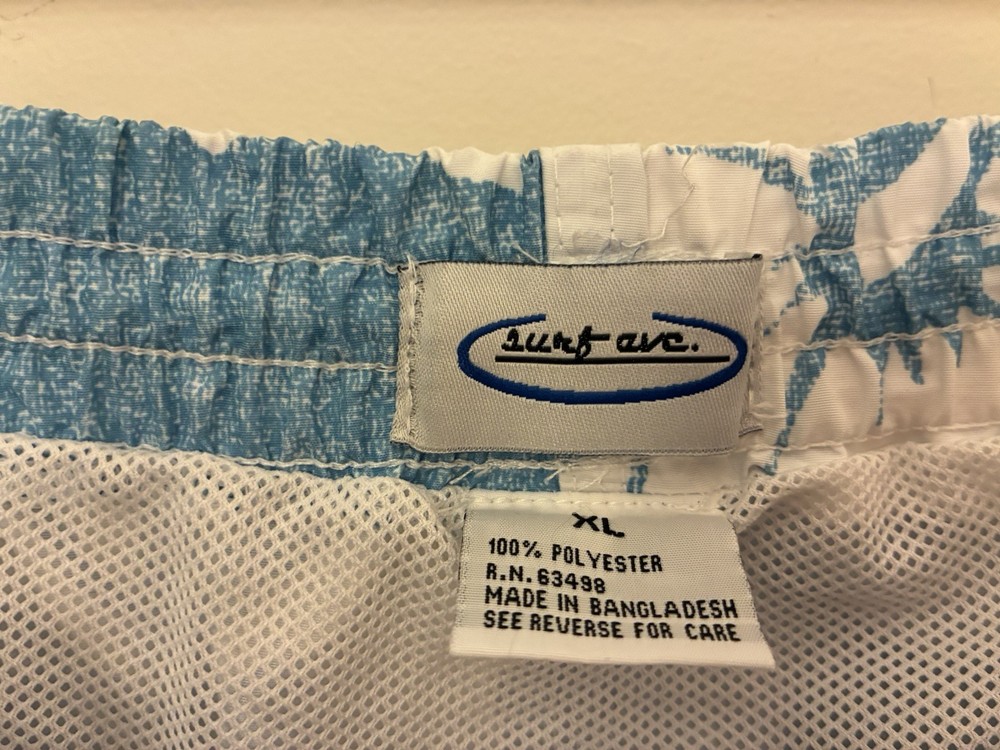 surf ave.
XL
100% POLYESTER
R.N. 63498
MADE IN BANGLADESH
SEE REVERSE FOR CARE